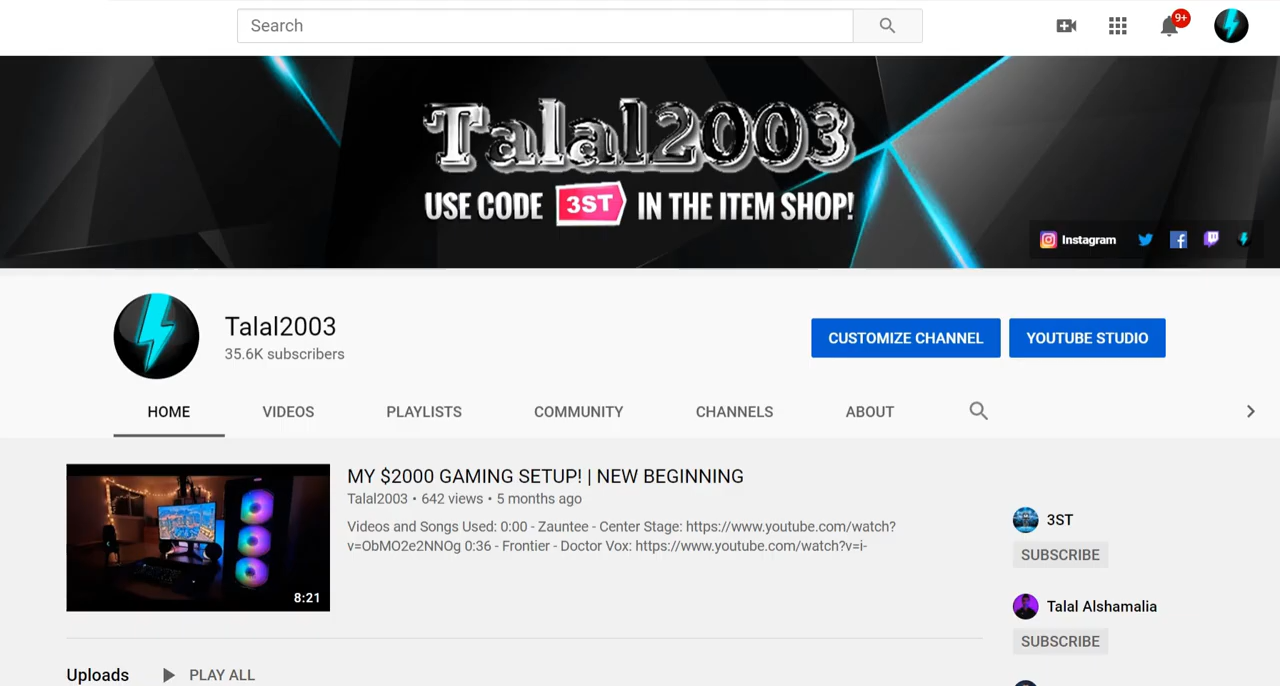 Search
9+
Talal2003
USE CODE 3ST IN THE ITEM SHOP!
Instagram
Talal2003
35.6K subscribers
CUSTOMIZE CHANNEL
YOUTUBE STUDIO
HOME
VIDEOS
PLAYLISTS
COMMUNITY
CHANNELS
ABOUT
MY $2000 GAMING SETUP! | NEW BEGINNING
Talal2003 • 642 views • 5 months ago
Videos and Songs Used: 0:00 - Zauntee - Center Stage: https://www.youtube.com/watch?
v=ObMO2e2NNOg 0:36 - Frontier - Doctor Vox: https://www.youtube.com/watch?v=i-
8:21
3ST
SUBSCRIBE
Talal Alshamalia
SUBSCRIBE
Uploads
PLAY ALL